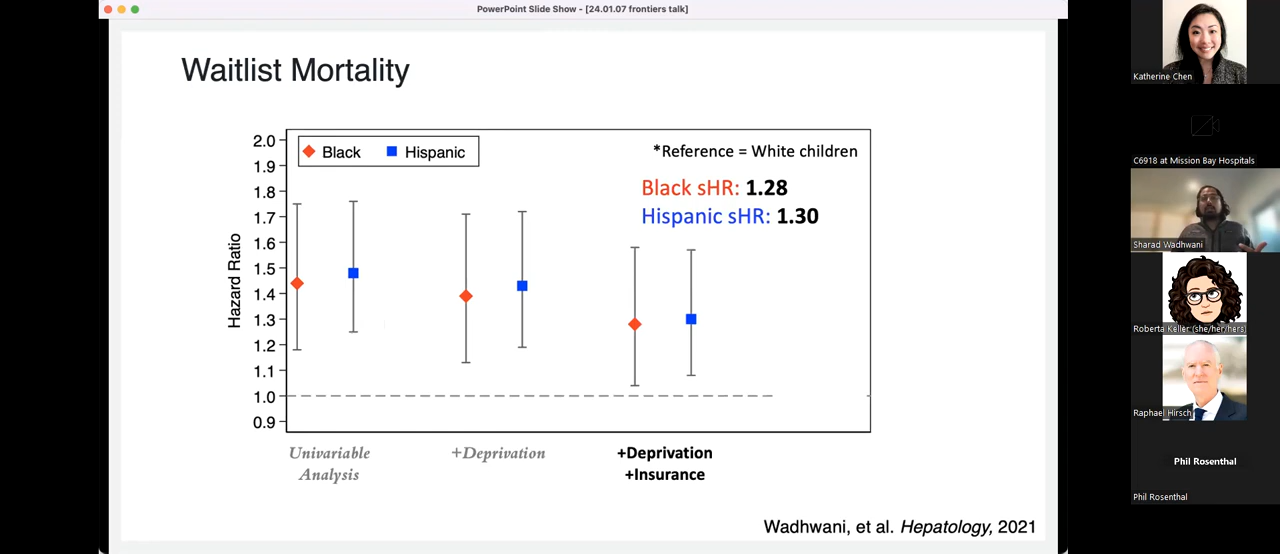 PowerPoint Slide Show - [24.01.07 frontiers talk]
Waitlist Mortality
Black
Hispanic
*Reference = White children
Black sHR: 1.28
Hispanic sHR: 1.30
Hazard Ratio
2.0
1.9
1.8
1.7
1.6
1.5
1.4
1.3
1.2
1.1
1.0
0.9
Univariable
Analysis
+Deprivation
+Deprivation
+Insurance
Wadhwani, et al. Hepatology, 2021
Katherine Chen
C6918 at Mission Bay Hospitals
Sharad Wadhwani
Roberta Keller (she/her/hers)
Raphael Hirsch
Phil Rosenthal
Phil Rosenthal